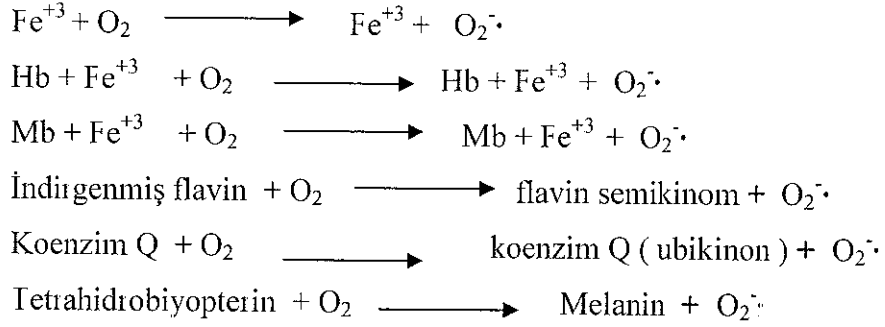 Fe⁺³ + O₂ ⟶ Fe⁺³ + O₂⁻·
Hb + Fe⁺³ + O₂ ⟶ Hb + Fe⁺³ + O₂⁻·
Mb + Fe⁺³ + O₂ ⟶ Mb + Fe⁺³ + O₂⁻·
İndirgenmiş flavin + O₂ ⟶ flavin semikinom + O₂⁻·
Koenzim Q + O₂ ⟶ koenzim Q ( ubikinon ) + O₂⁻·
Tetrahidrobiyopterin + O₂ ⟶ Melanin + O₂⁻·